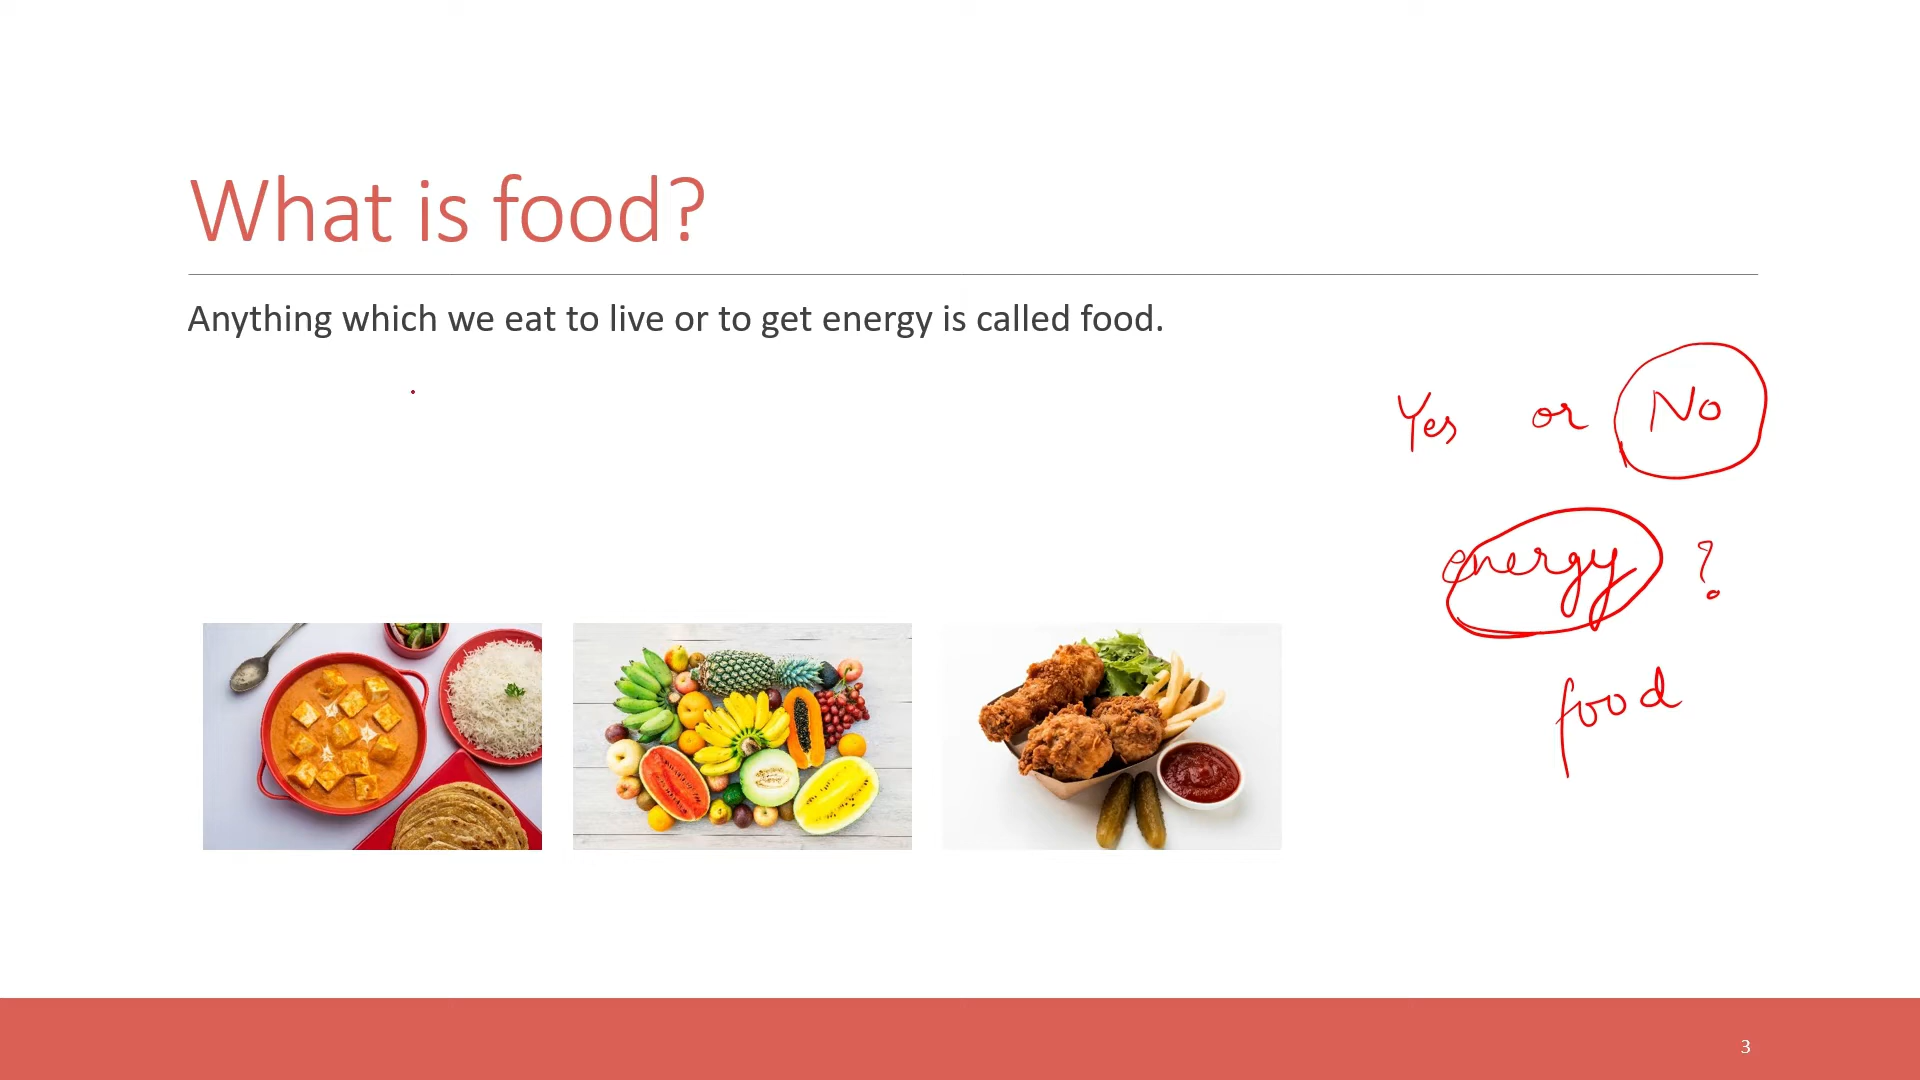 What is food?
Anything which we eat to live or to get energy is called food.
Yes or No
energy ?
food
3